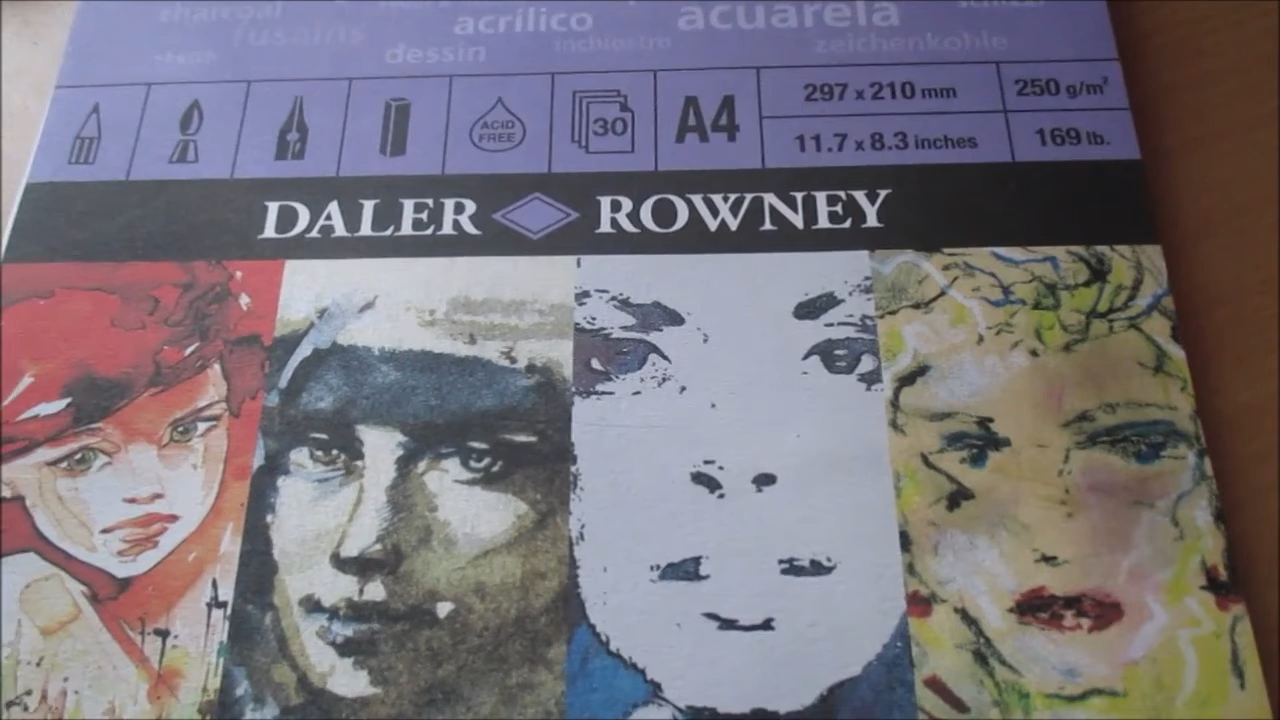 charcoal
acrílico
acuarela
fusains
dessin
inchiostro
zeichenkohle
ACID
FREE
30
A4
297 x 210 mm
250 g/m²
11.7 x 8.3 inches
169 lb.
DALER ROWNEY